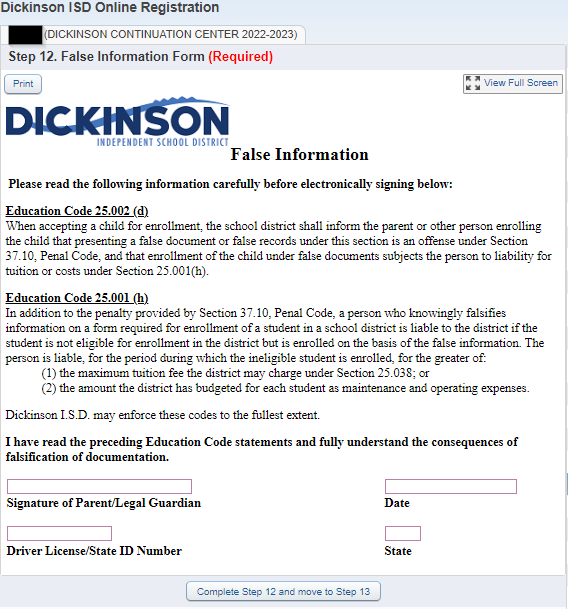 Dickinson ISD Online Registration
(DICKINSON CONTINUATION CENTER 2022-2023)
Step 12. False Information Form (Required)
Print
View Full Screen
DICKINSON
INDEPENDENT SCHOOL DISTRICT
False Information
Please read the following information carefully before electronically signing below:
Education Code 25.002 (d)
When accepting a child for enrollment, the school district shall inform the parent or other person enrolling
the child that presenting a false document or false records under this section is an offense under Section
37.10, Penal Code, and that enrollment of the child under false documents subjects the person to liability for
tuition or costs under Section 25.001(h).
Education Code 25.001 (h)
In addition to the penalty provided by Section 37.10, Penal Code, a person who knowingly falsifies
information on a form required for enrollment of a student in a school district is liable to the district if the
student is not eligible for enrollment in the district but is enrolled on the basis of the false information. The
person is liable, for the period during which the ineligible student is enrolled, for the greater of:
(1) the maximum tuition fee the district may charge under Section 25.038; or
(2) the amount the district has budgeted for each student as maintenance and operating expenses.
Dickinson I.S.D. may enforce these codes to the fullest extent.
I have read the preceding Education Code statements and fully understand the consequences of
falsification of documentation.
Signature of Parent/Legal Guardian
Date
Driver License/State ID Number
State
Complete Step 12 and move to Step 13